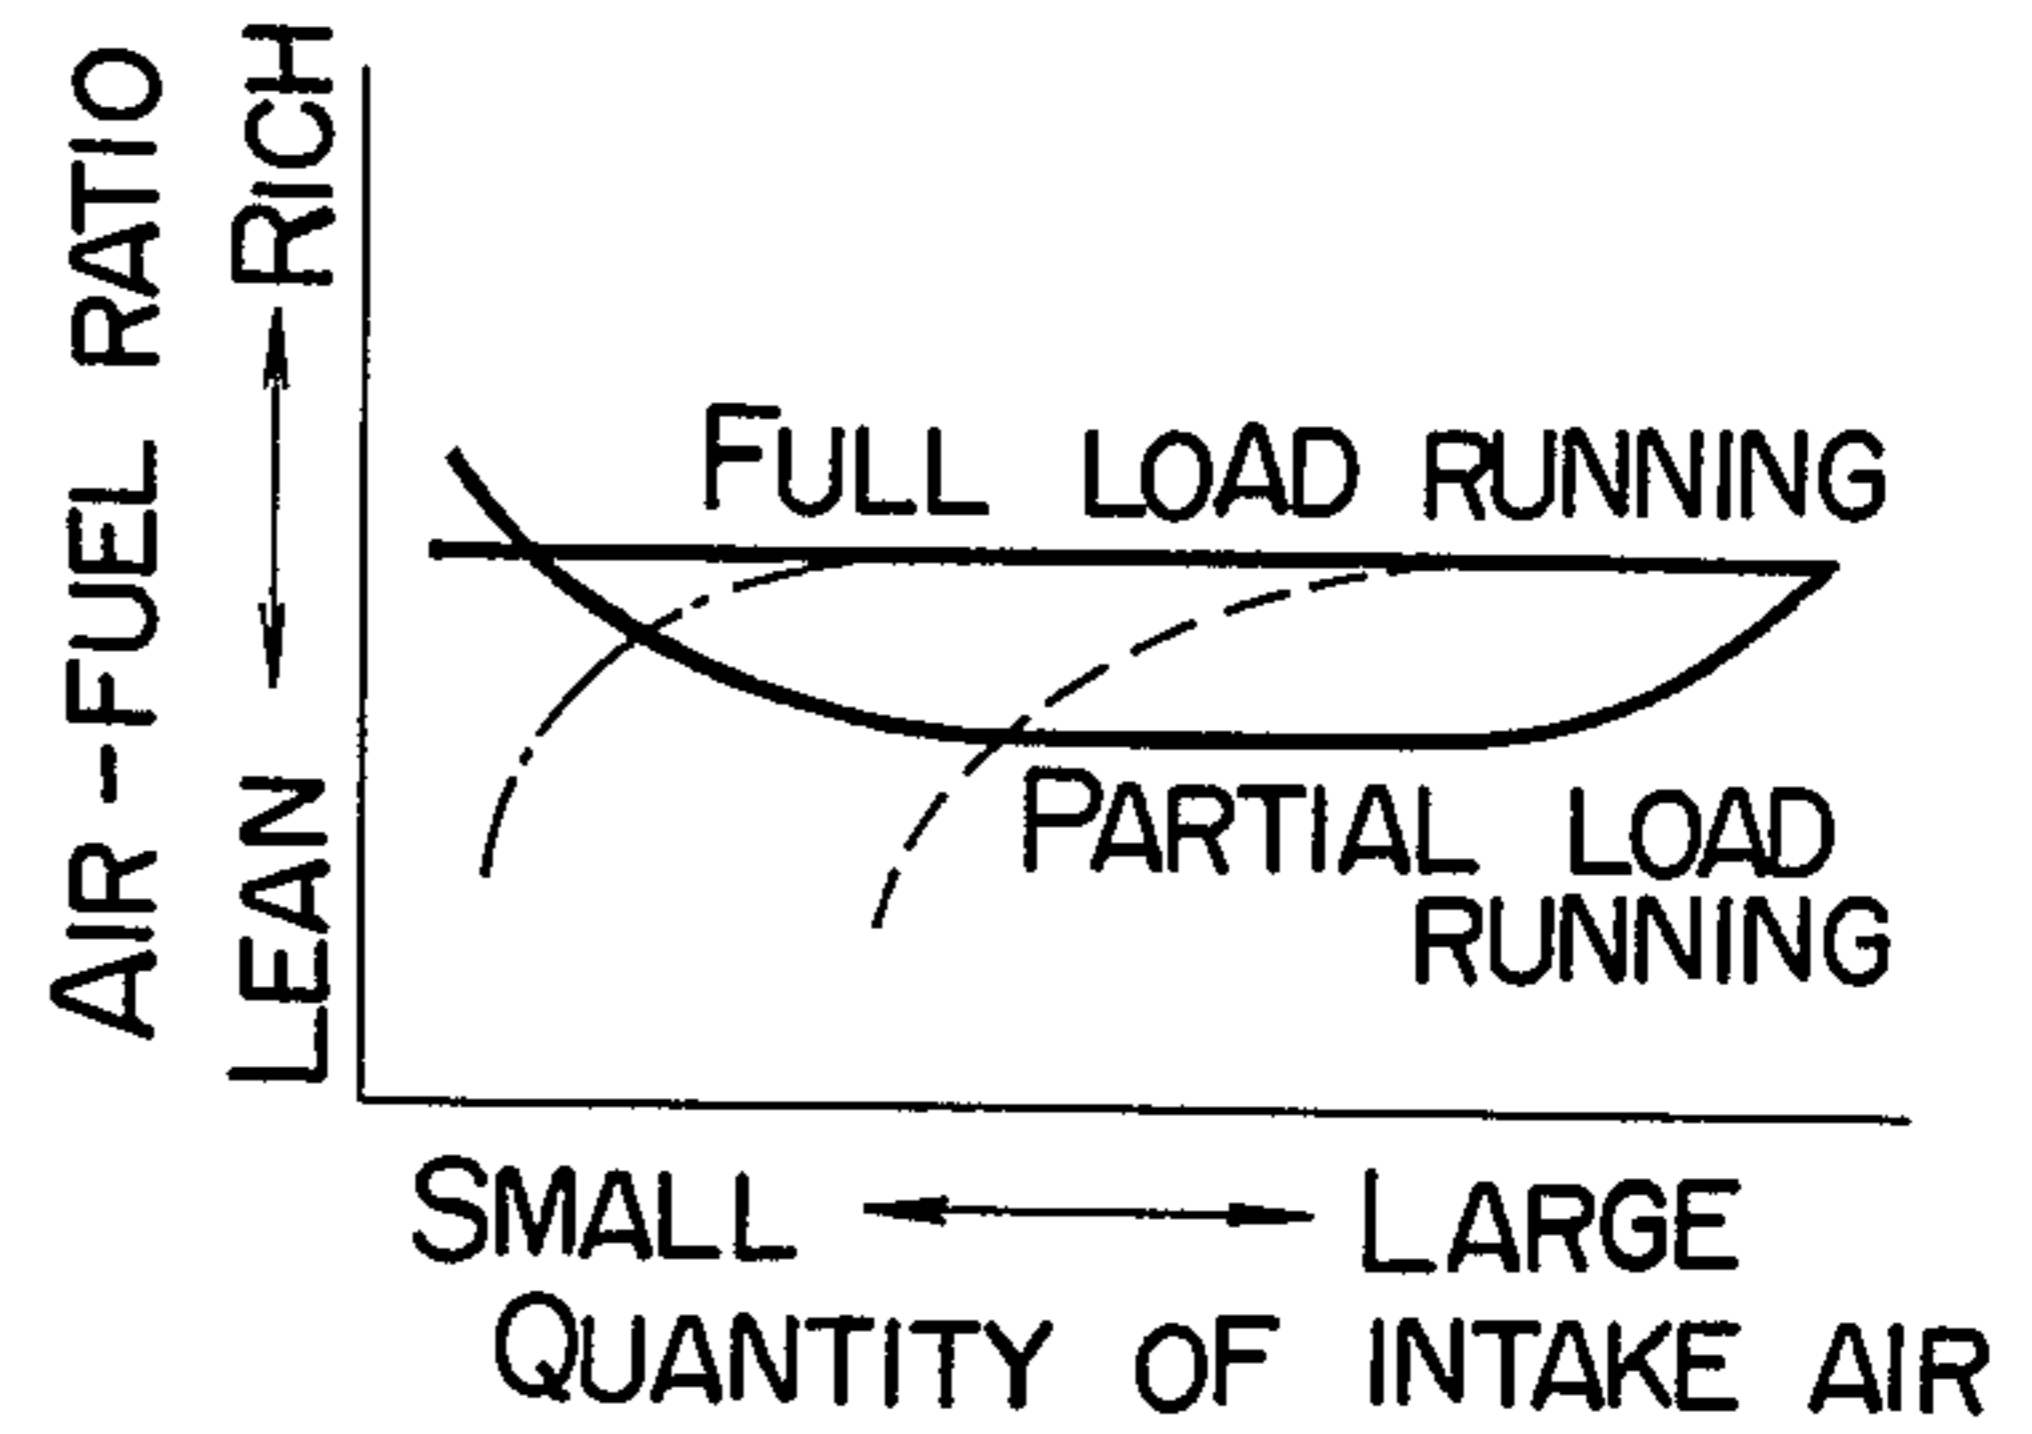 AIR-FUEL RATIO
LEAN
RICH
FULL LOAD RUNNING
PARTIAL LOAD
RUNNING
SMALL
LARGE
QUANTITY OF INTAKE AIR